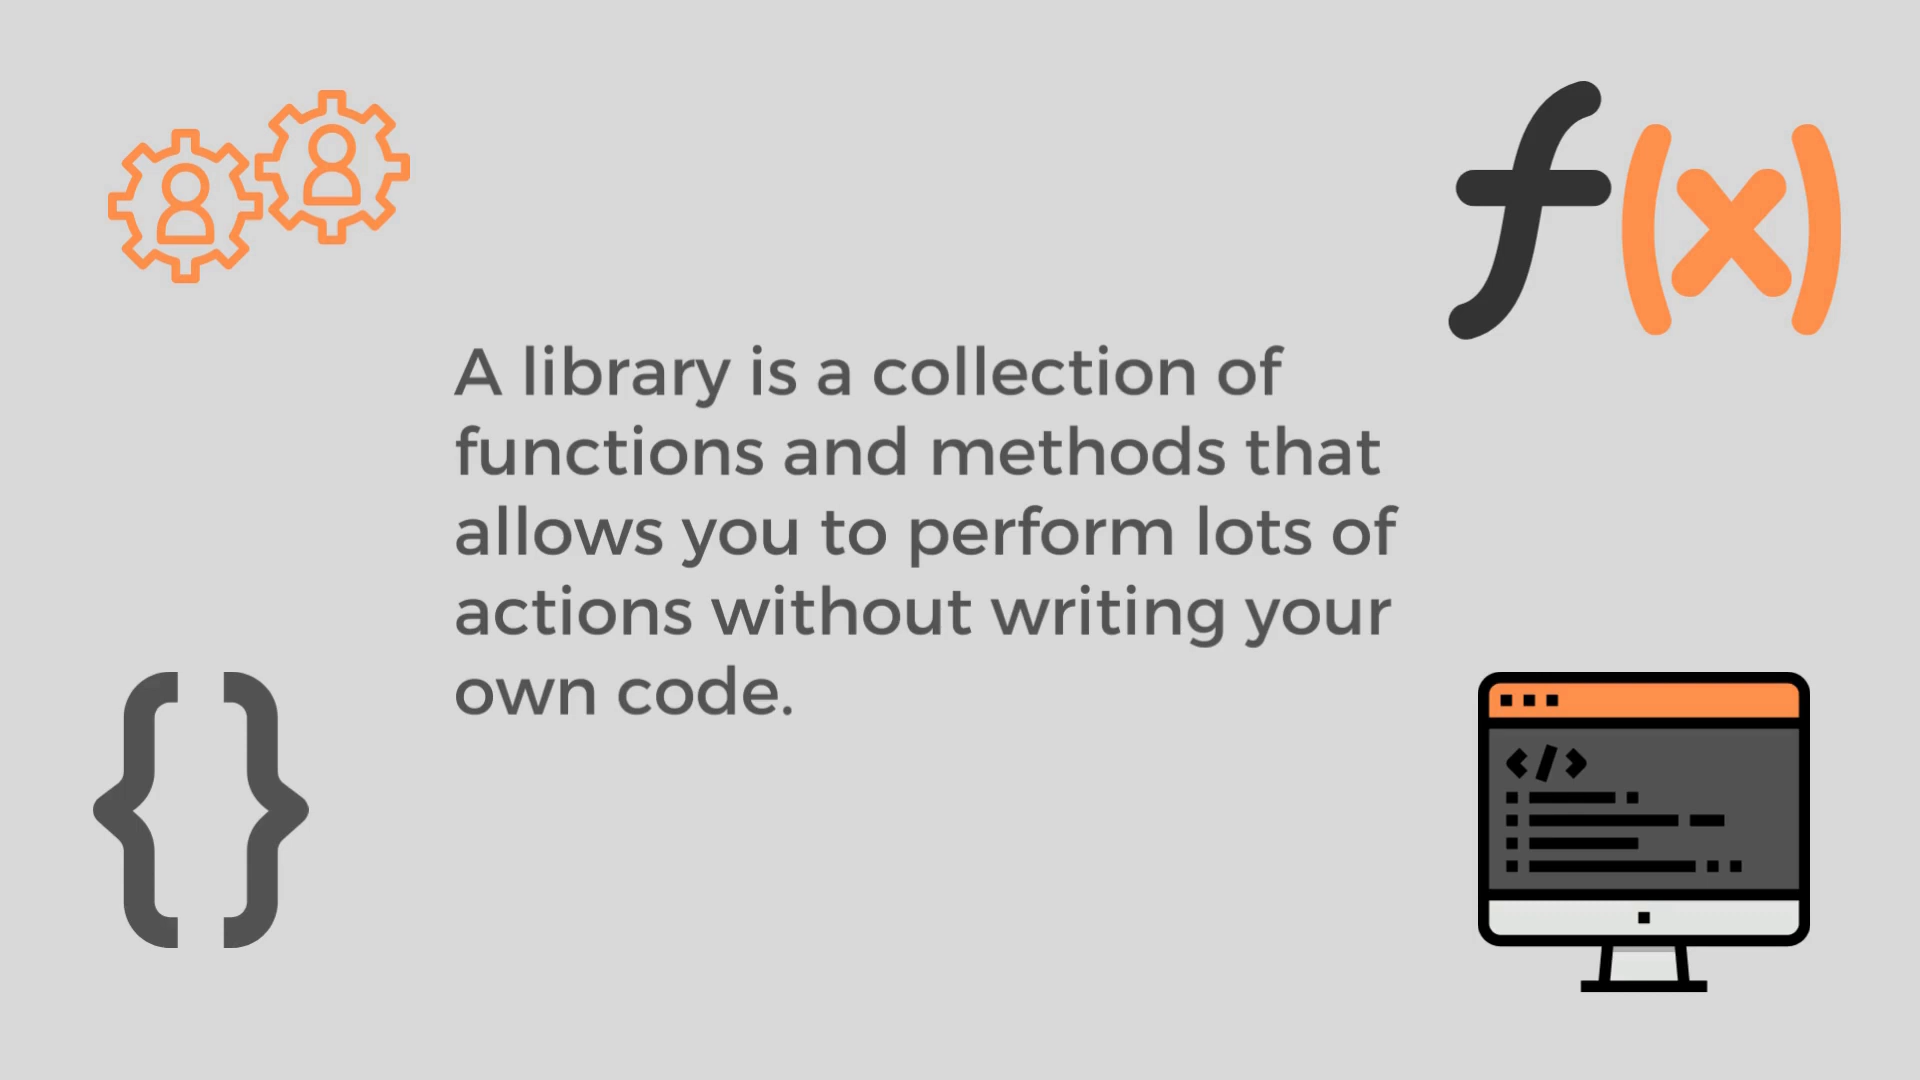 f(x)
A library is a collection of
functions and methods that
allows you to perform lots of
actions without writing your
own code.
{ }
</>